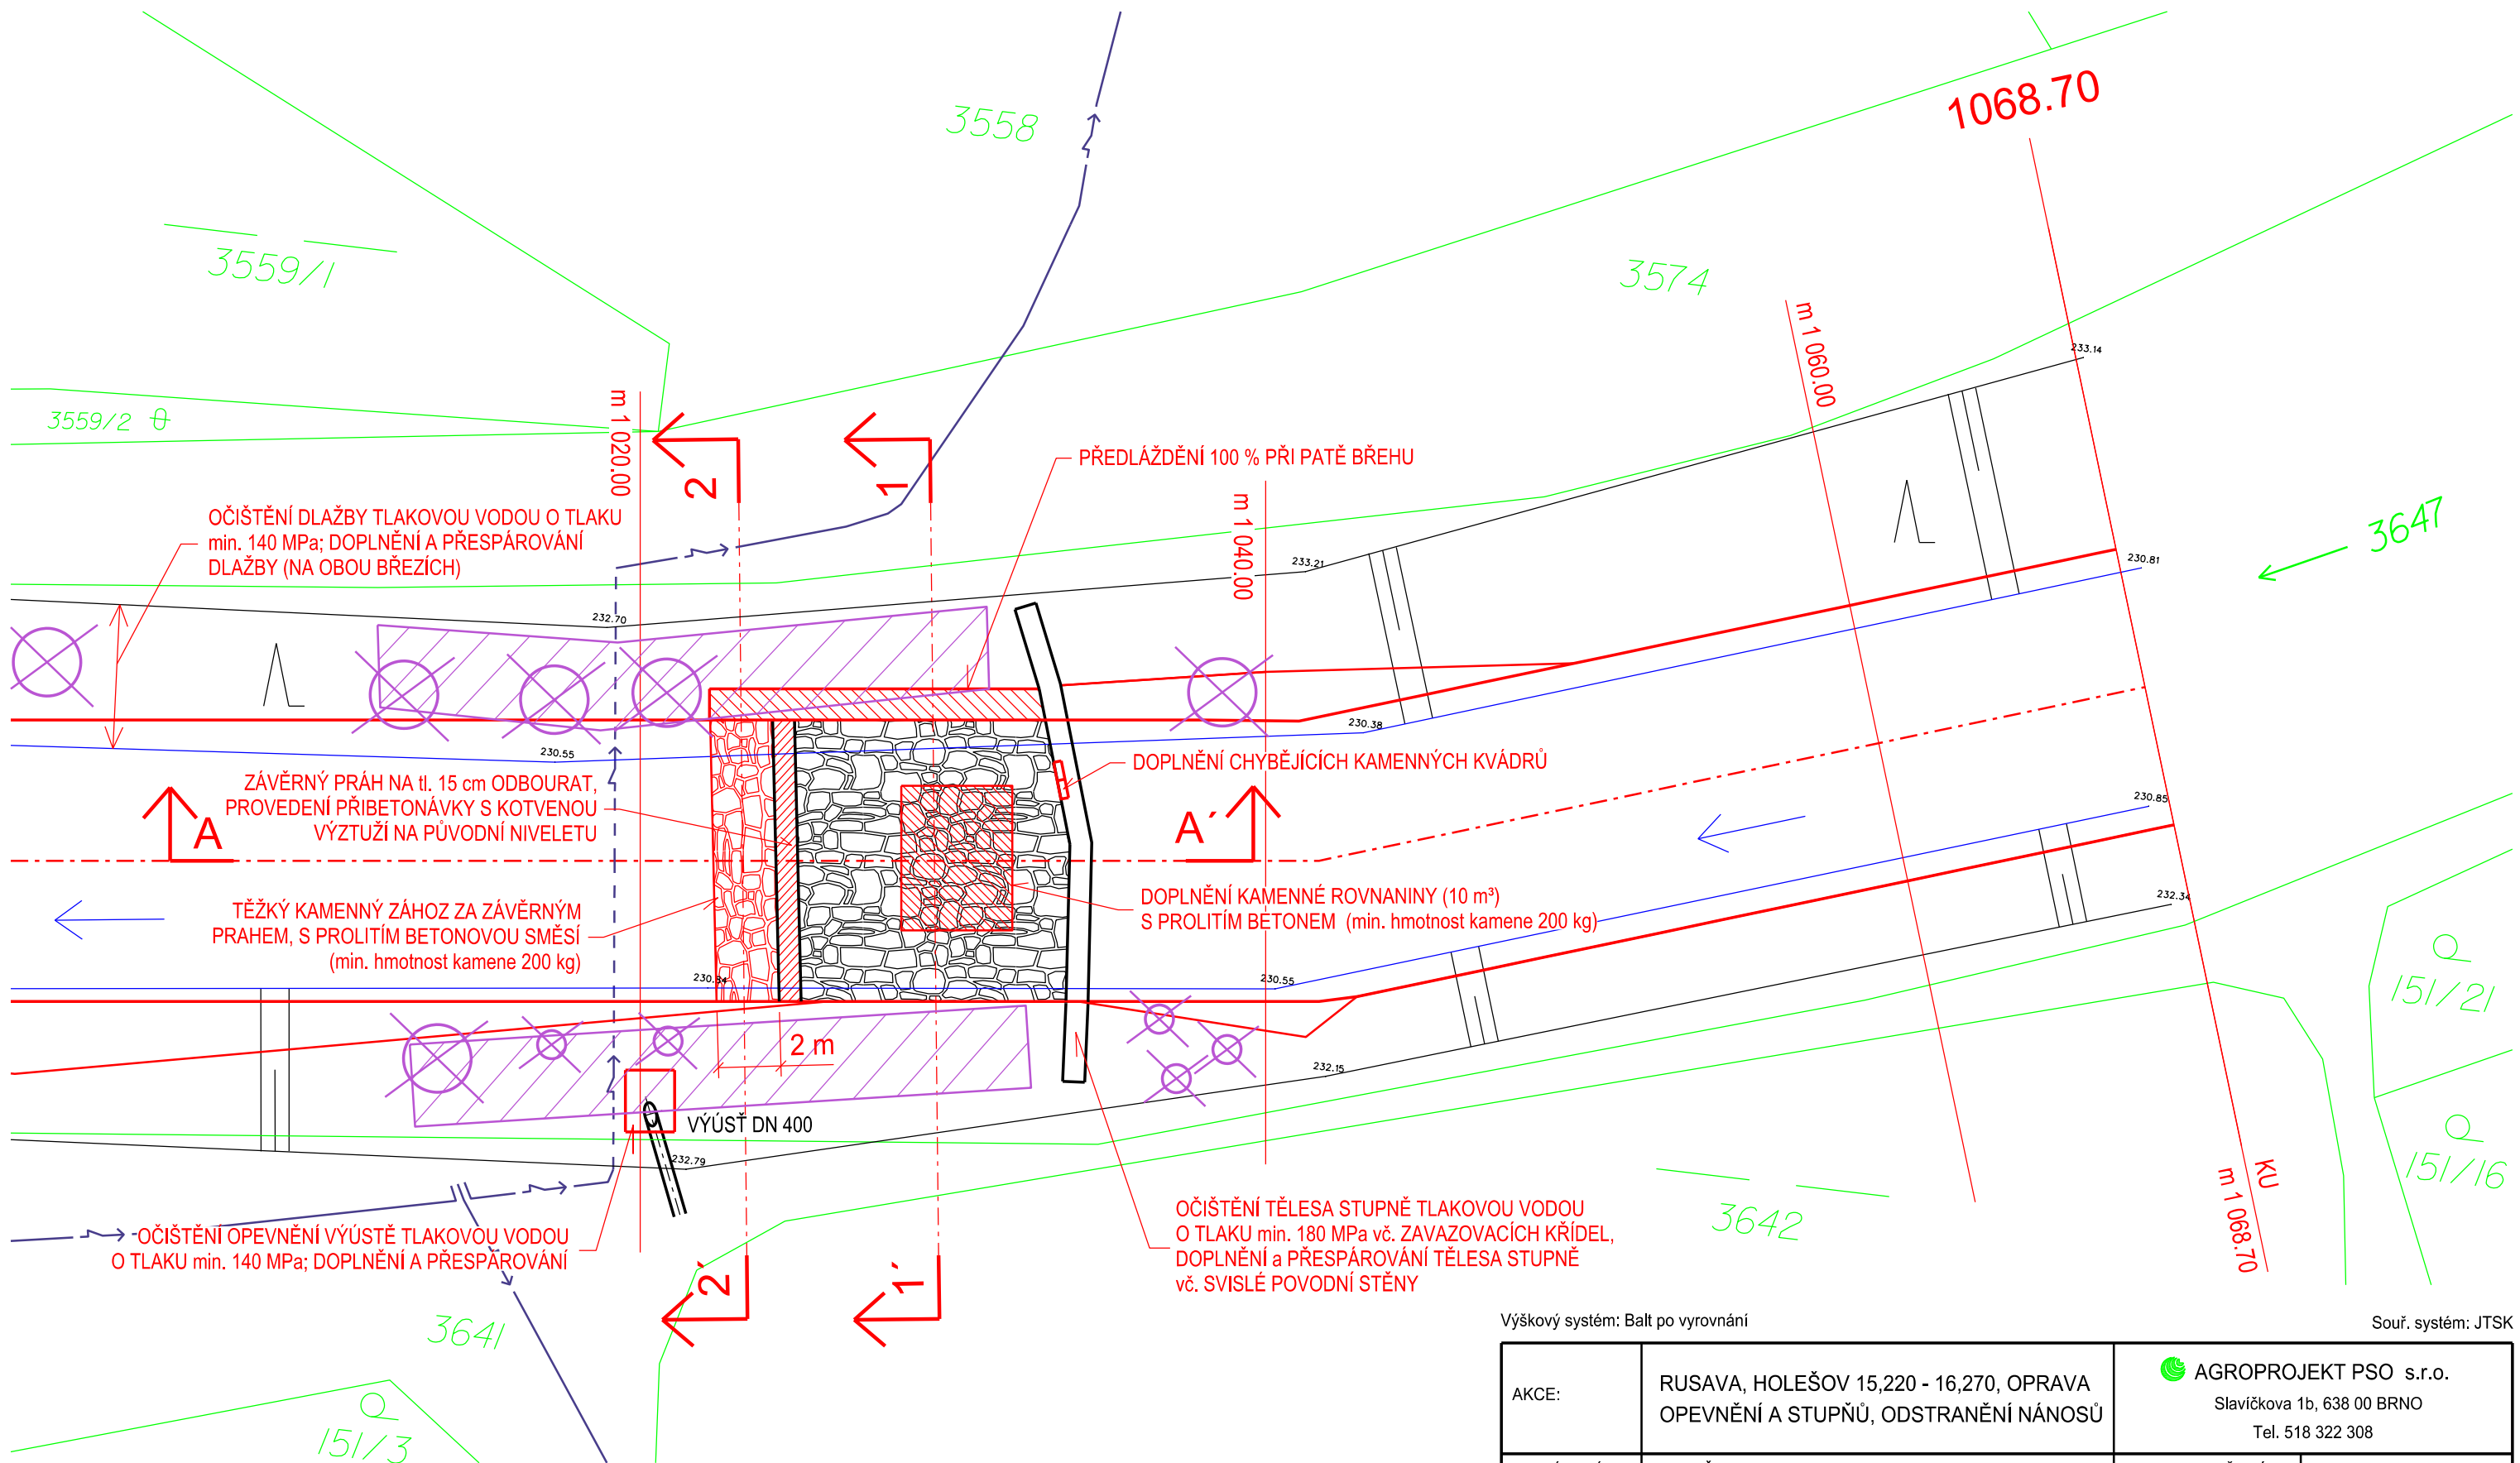 1068.70
3558
3559/1
3574
m 1 060.00
233.14
3559/2
m 1 020.00
2
1
PŘEDLÁŽDĚNÍ 100 % PŘI PATĚ BŘEHU
m 1 040.00
3647
OČIŠTĚNÍ DLAŽBY TLAKOVOU VODOU O TLAKU
min. 140 MPa; DOPLNĚNÍ A PŘESPÁROVÁNÍ
DLAŽBY (NA OBOU BŘEZÍCH)
233.21
230.81
232.70
230.38
230.55
DOPLNĚNÍ CHYBĚJÍCÍCH KAMENNÝCH KVÁDRŮ
ZÁVĚRNÝ PRÁH NA tl. 15 cm ODBOURAT,
PROVEDENÍ PŘIBETONÁVKY S KOTVENOU
VÝZTUŽÍ NA PŮVODNÍ NIVELETU
A
A´
230.85
DOPLNĚNÍ KAMENNÉ ROVNANINY (10 m³)
S PROLITÍM BETONEM (min. hmotnost kamene 200 kg)
232.34
TĚŽKÝ KAMENNÝ ZÁHOZ ZA ZÁVĚRNÝM
PRAHEM, S PROLITÍM BETONOVOU SMĚSÍ
(min. hmotnost kamene 200 kg)
230.54
230.55
151/21
2 m
232.15
VÝÚSŤ DN 400
232.79
151/16
KU
m 1 068.70
OČIŠTĚNÍ OPEVNĚNÍ VÝÚSTĚ TLAKOVOU VODOU
O TLAKU min. 140 MPa; DOPLNĚNÍ A PŘESPÁROVÁNÍ
OČIŠTĚNÍ TĚLESA STUPNĚ TLAKOVOU VODOU
O TLAKU min. 180 MPa vč. ZAVAZOVACÍCH KŘÍDEL,
DOPLNĚNÍ a PŘESPÁROVÁNÍ TĚLESA STUPNĚ
vč. SVISLÉ POVODNÍ STĚNY
3642
2´
1´
3641
151/3
Výškový systém: Balt po vyrovnání
Souř. systém: JTSK
AKCE:
RUSAVA, HOLEŠOV 15,220 - 16,270, OPRAVA
OPEVNĚNÍ A STUPŇŮ, ODSTRANĚNÍ NÁNOSŮ
AGROPROJEKT PSO s.r.o.
Slavíčkova 1b, 638 00 BRNO
Tel. 518 322 308